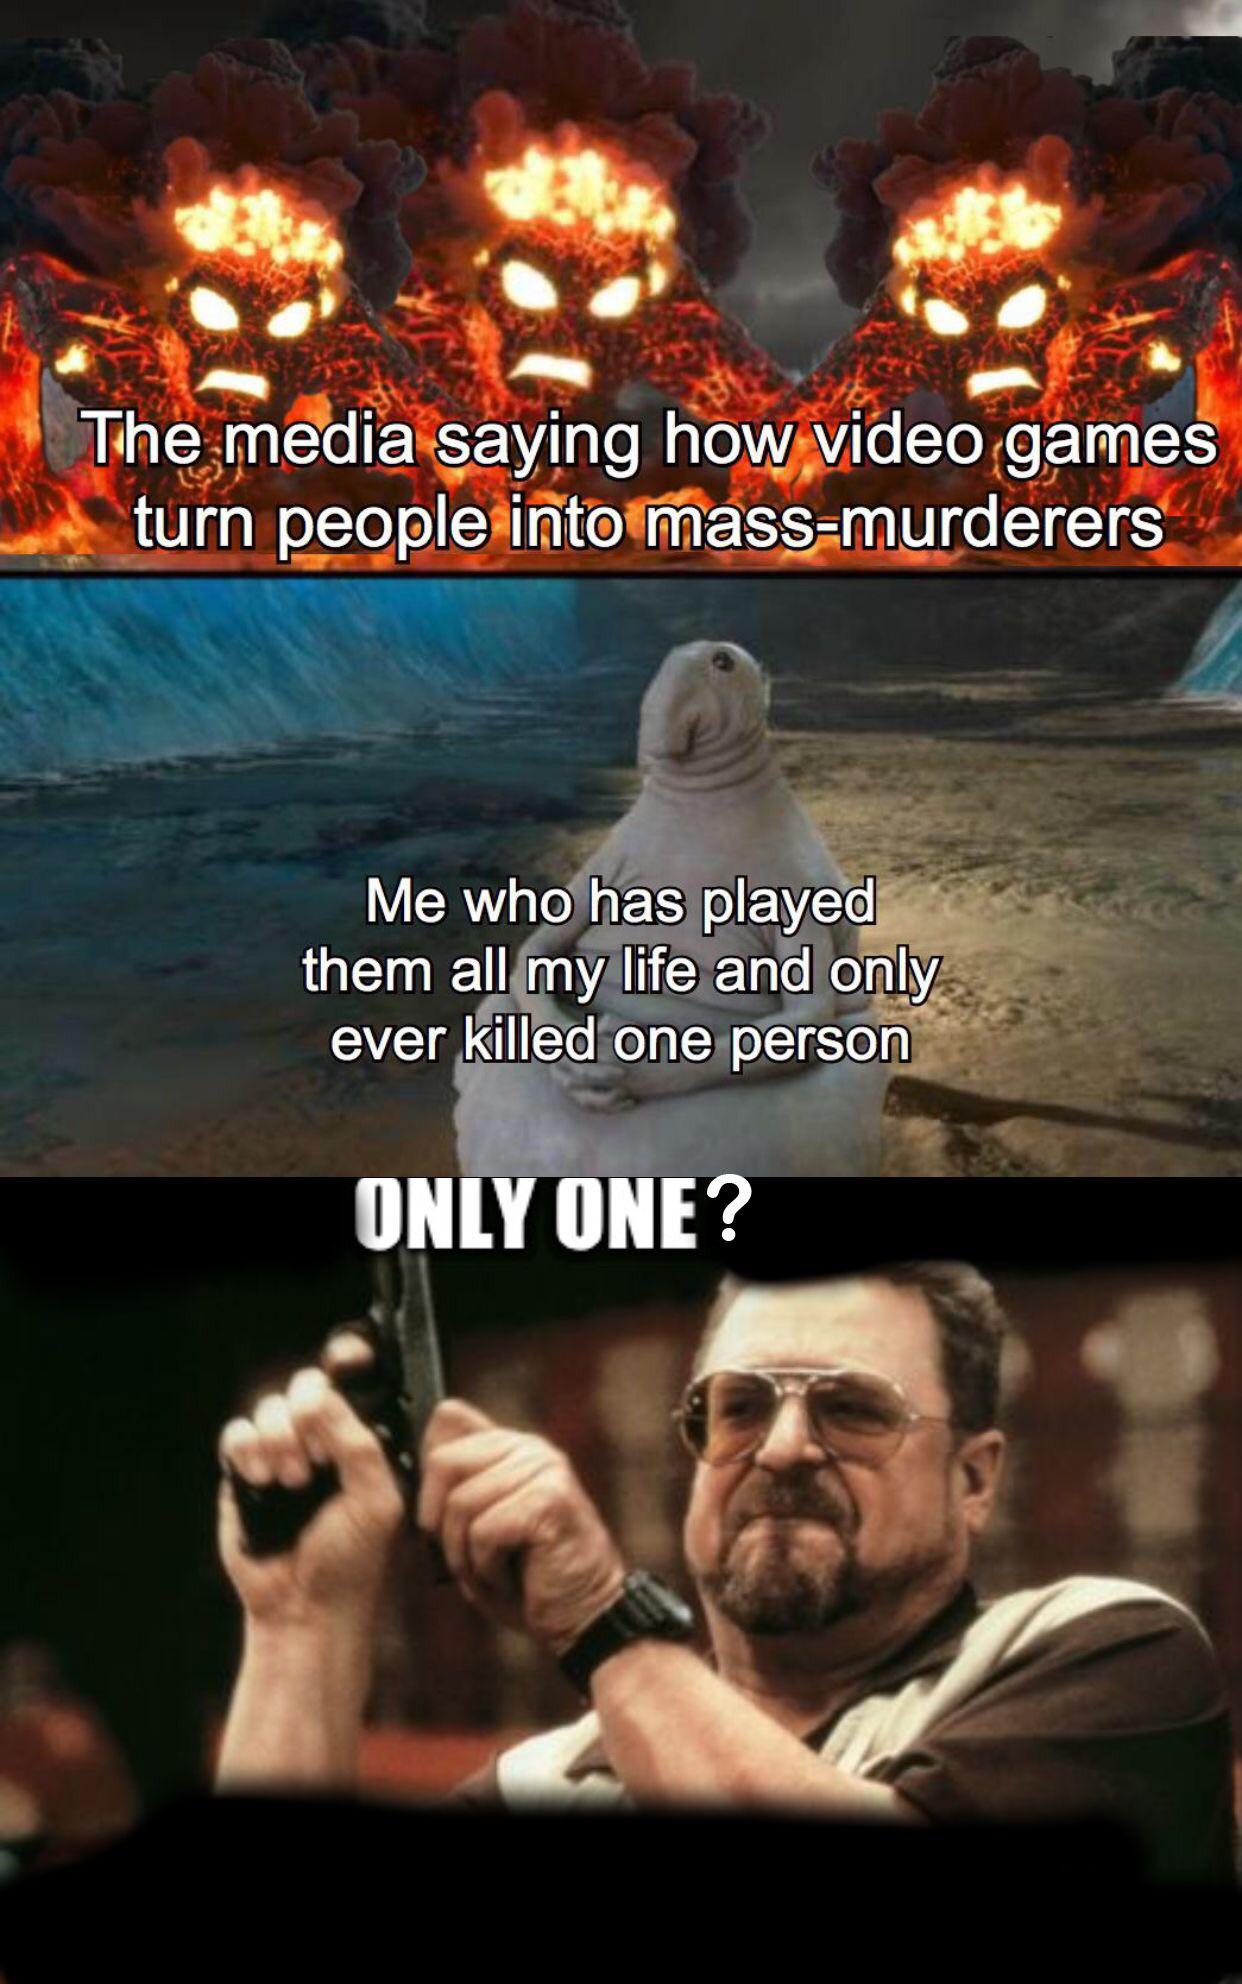 The media saying how video games
turn people into mass-murderers
Me who has played
them all my life and only
ever killed one person
ONLY ONE?